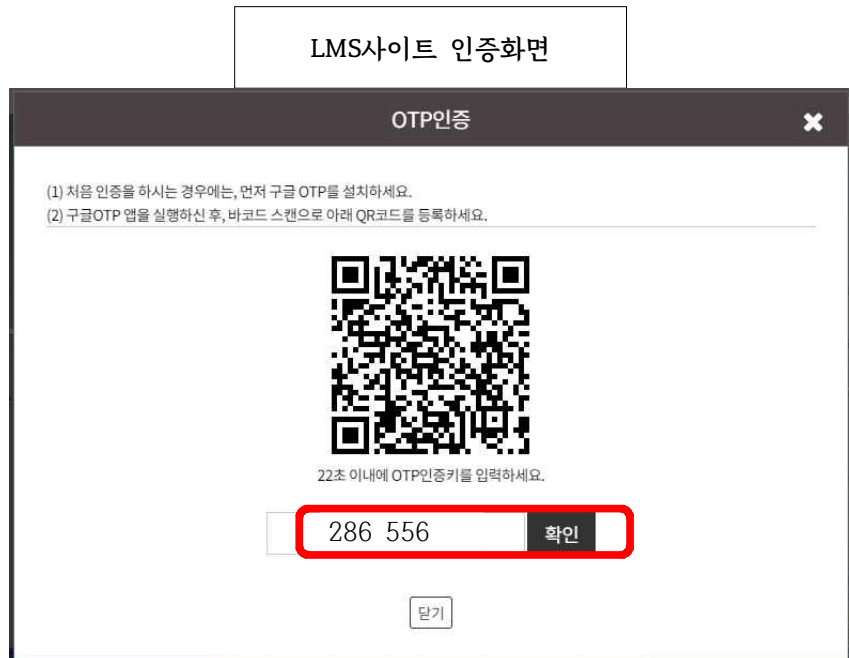 LMS사이트 인증화면
OTP인증
(1) 처음 인증을 하시는 경우에는, 먼저 구글 OTP를 설치하세요.
(2) 구글OTP 앱을 실행하신 후, 바코드 스캔으로 아래 QR코드를 등록하세요.
22초 이내에 OTP인증키를 입력하세요.
286 556 확인
닫기